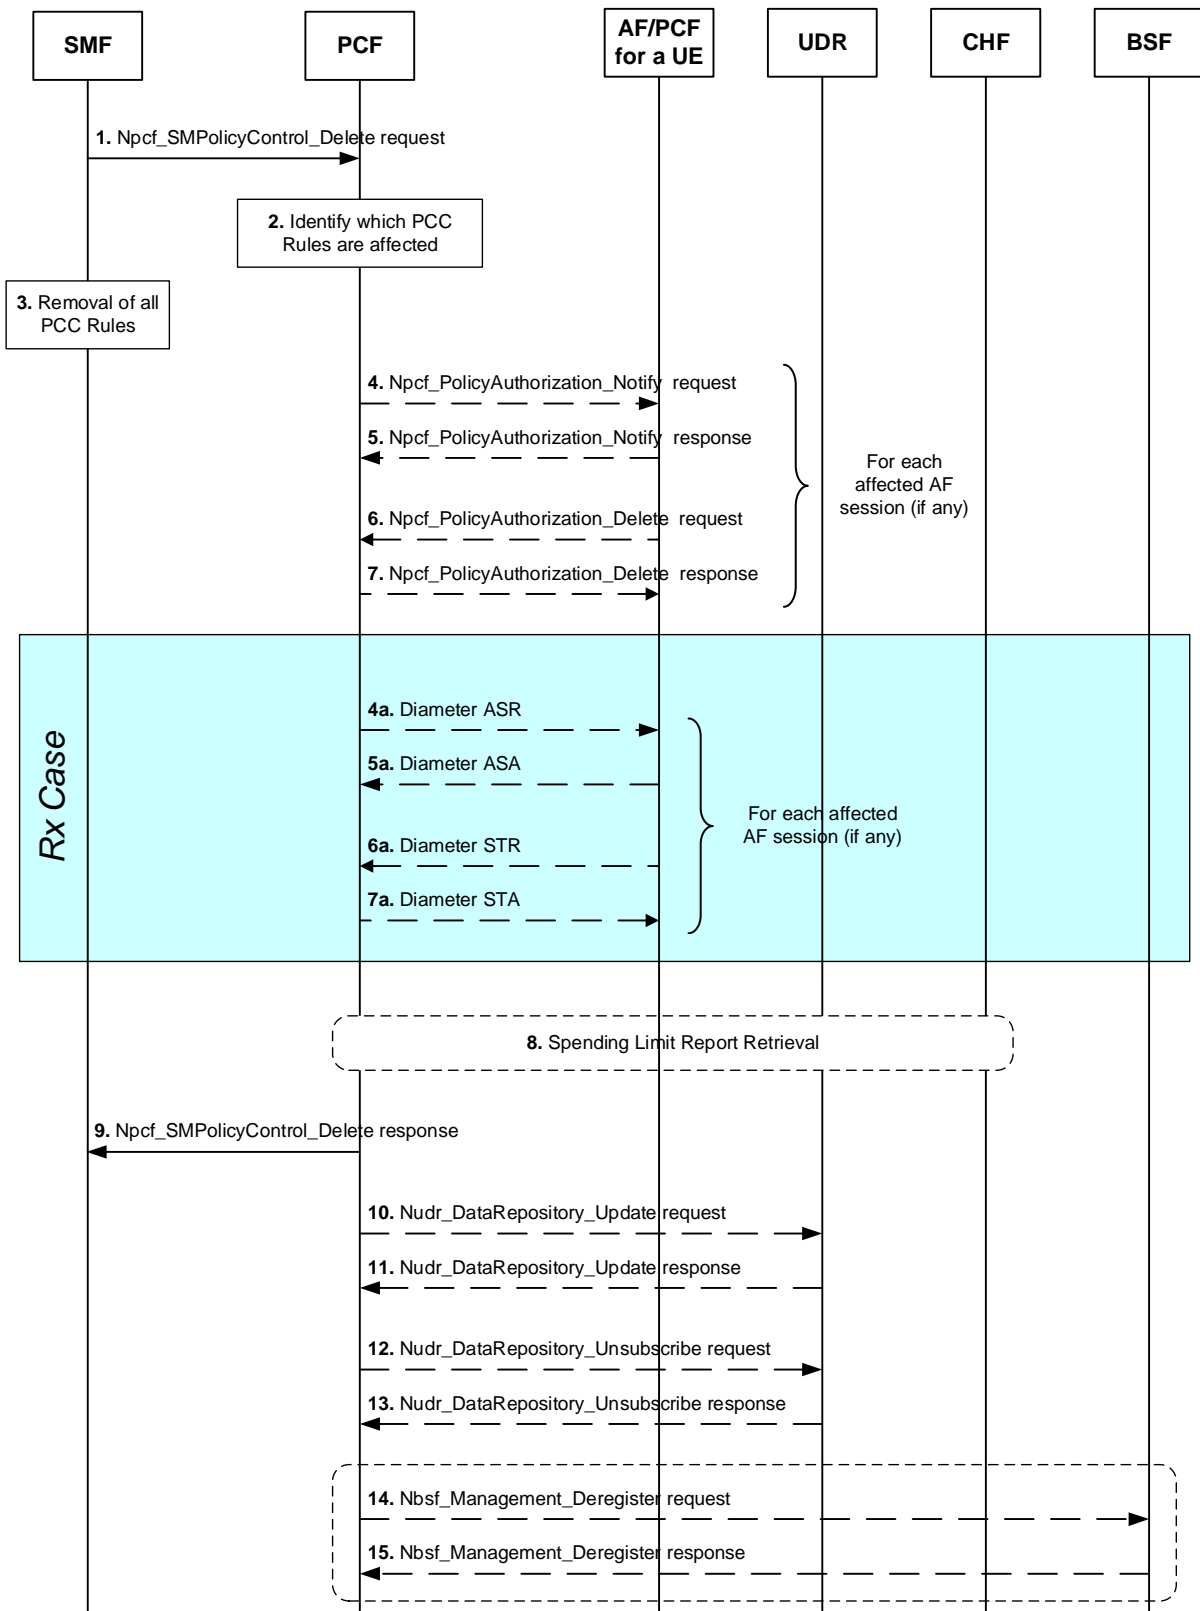 SMF
PCF
AF/PCF
for a UE
UDR
CHF
BSF
1. Npcf_SMPolicyControl_Delete request
2. Identify which PCC
Rules are affected
3. Removal of all
PCC Rules
4. Npcf_PolicyAuthorization_Notify request
5. Npcf_PolicyAuthorization_Notify response
For each
affected AF
session (if any)
6. Npcf_PolicyAuthorization_Delete request
7. Npcf_PolicyAuthorization_Delete response
Rx Case
4a. Diameter ASR
5a. Diameter ASA
For each affected
AF session (if any)
6a. Diameter STR
7a. Diameter STA
8. Spending Limit Report Retrieval
9. Npcf_SMPolicyControl_Delete response
10. Nudr_DataRepository_Update request
11. Nudr_DataRepository_Update response
12. Nudr_DataRepository_Unsubscribe request
13. Nudr_DataRepository_Unsubscribe response
14. Nbsf_Management_Deregister request
15. Nbsf_Management_Deregister response